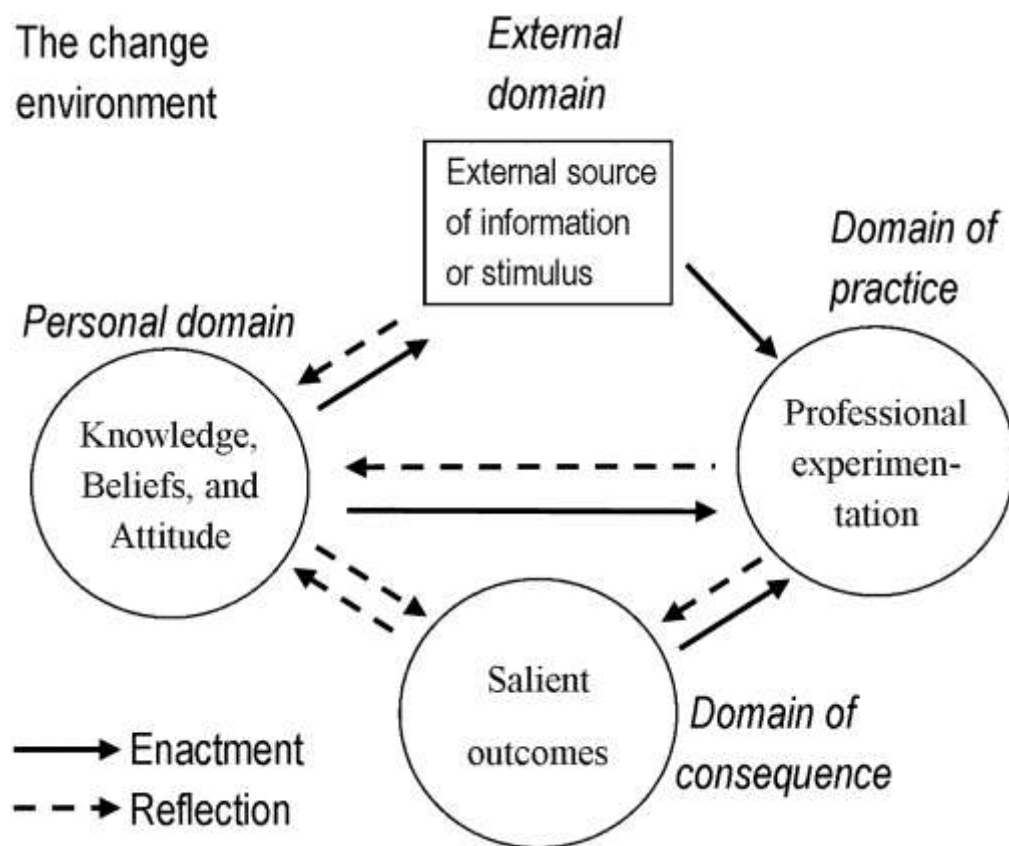 The change
environment
External
domain
External source
of information
or stimulus
Domain of
practice
Personal domain
Knowledge,
Beliefs, and
Attitude
Professional
experimen-
tation
Salient
outcomes
Domain of
consequence
Enactment
Reflection